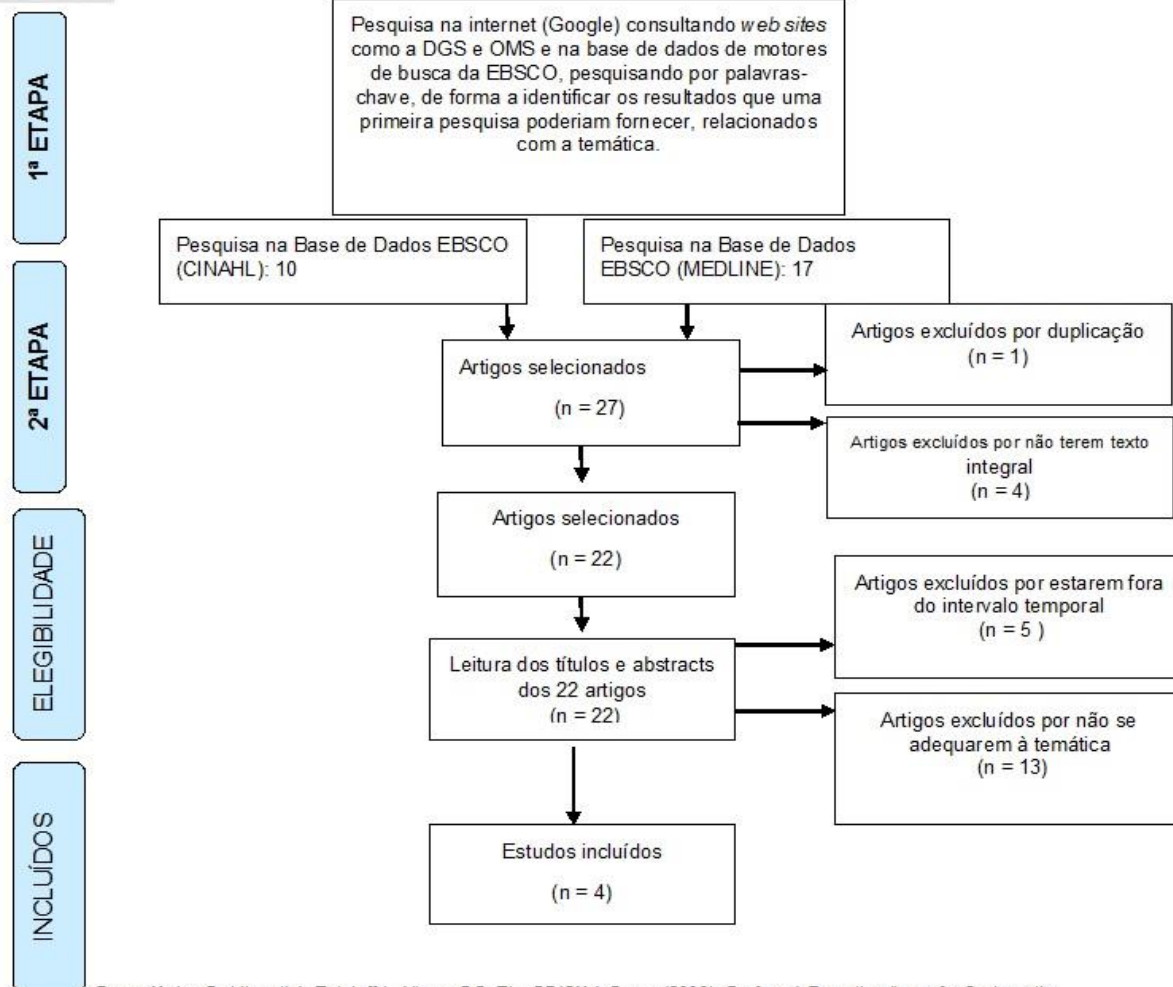 1ª ETAPA
Pesquisa na internet (Google) consultando web sites
como a DGS e OMS e na base de dados de motores
de busca da EBSCO, pesquisando por palavras-
chave, de forma a identificar os resultados que uma
primeira pesquisa poderiam fornecer, relacionados
com a temática.
Pesquisa na Base de Dados EBSCO
(CINAHL): 10
Pesquisa na Base de Dados
EBSCO (MEDLINE): 17
2ª ETAPA
Artigos selecionados
(n = 27)
Artigos excluídos por duplicação
(n = 1)
Artigos excluídos por não terem texto
integral
(n = 4)
ELEGIBILIDADE
Artigos selecionados
(n = 22)
Leitura dos títulos e abstracts
dos 22 artigos
(n = 22)
Artigos excluídos por estarem fora
do intervalo temporal
(n = 5 )
Artigos excluídos por não se
adequarem à temática
(n = 13)
INCLUÍDOS
Estudos incluídos
(n = 4)